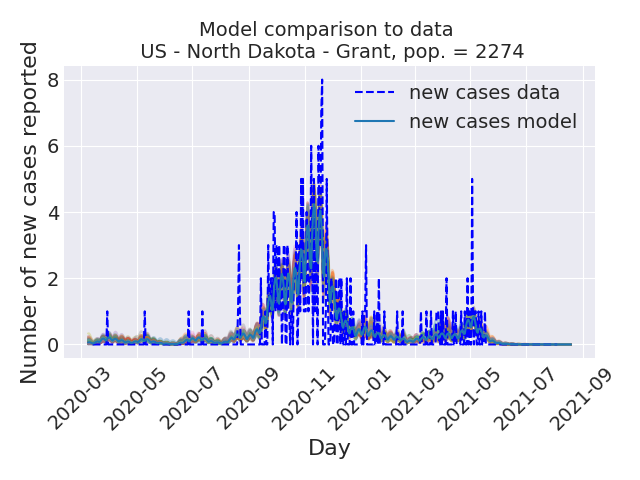 Model comparison to data
US - North Dakota - Grant, pop. = 2274
Number of new cases reported
8
6
4
2
0
new cases data
new cases model
2020-03
2020-05
2020-07
2020-09
2020-11
2021-01
2021-03
2021-05
2021-07
2021-09
Day